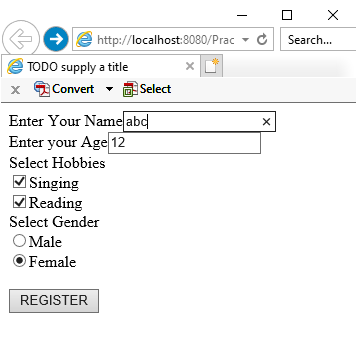 http://localhost:8080/Prac
Search...
TODO supply a title
x Convert Select
Enter Your Name abc
Enter your Age 12
Select Hobbies
Singing
Reading
Select Gender
Male
Female
REGISTER